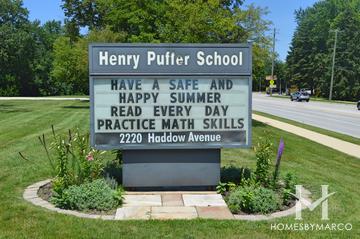 Henry Puffer School
HAVE A SAFE AND
HAPPY SUMMER
READ EVERY DAY
PRACTICE MATH SKILLS
2220 Haddow Avenue
HOMESBYMARCO